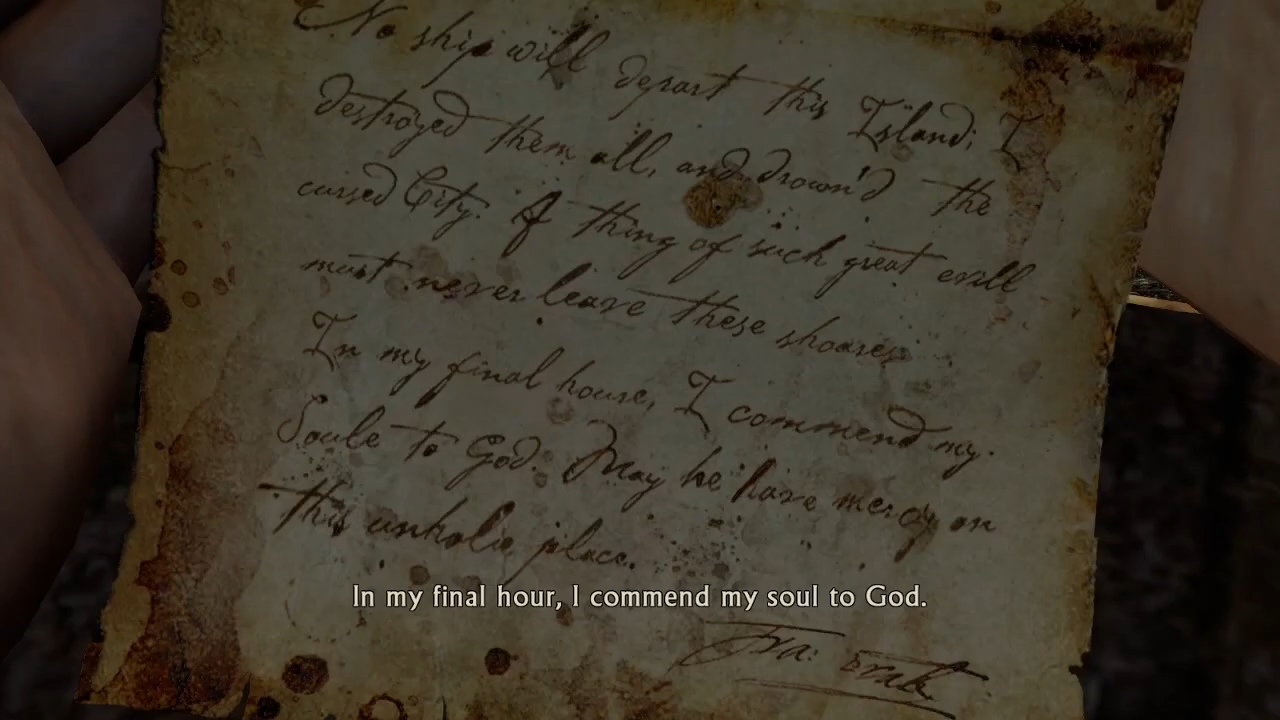 No ship will depart this Island; I
destroyed them all, and drown'd the
cursed City. A thing of such great evill
must never leave these shoares.
In my final houre, I commend my
Soule to God. May he have mercy on
this unholie place.
In my final hour, I commend my soul to God.
Fra: Drake